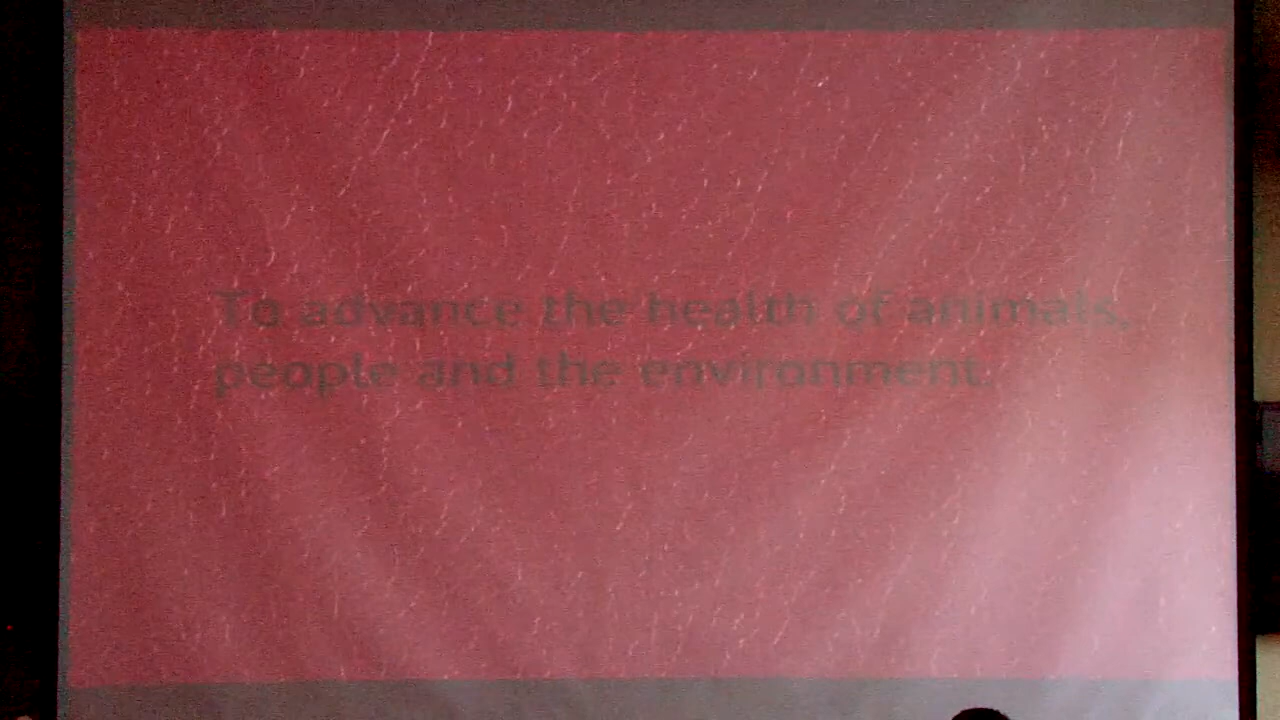 To advance the health of animals,
people and the environment.